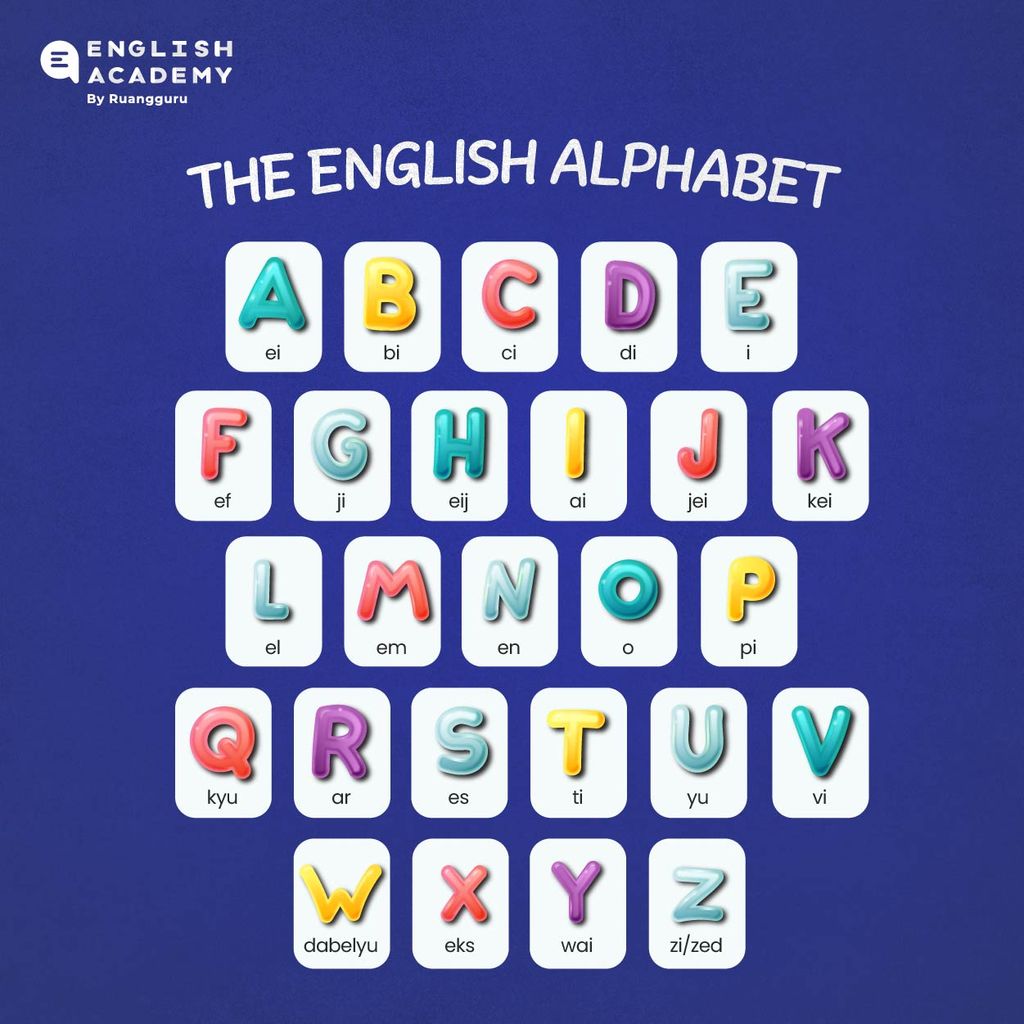 ENGLISH
ACADEMY
By Ruangguru
THE ENGLISH ALPHABET
A B C D E
ei bi ci di i
F G H I J K
ef ji eij ai jei kei
L M N O P
el em en o pi
Q R S T U V
kyu ar es ti yu vi
W X Y Z
dabelyu eks wai zi/zed